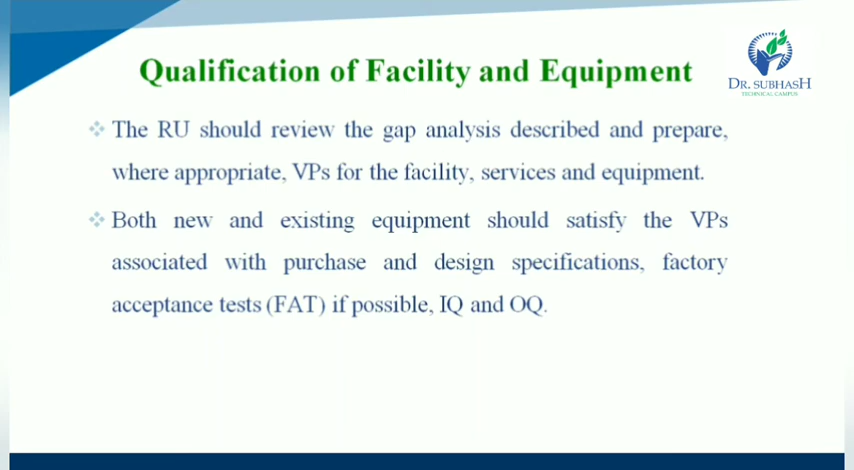 Qualification of Facility and Equipment
DR. SUBHASH
TECHNICAL CAMPUS
The RU should review the gap analysis described and prepare,
where appropriate, VPs for the facility, services and equipment.
Both new and existing equipment should satisfy the VPs
associated with purchase and design specifications, factory
acceptance tests (FAT) if possible, IQ and OQ.